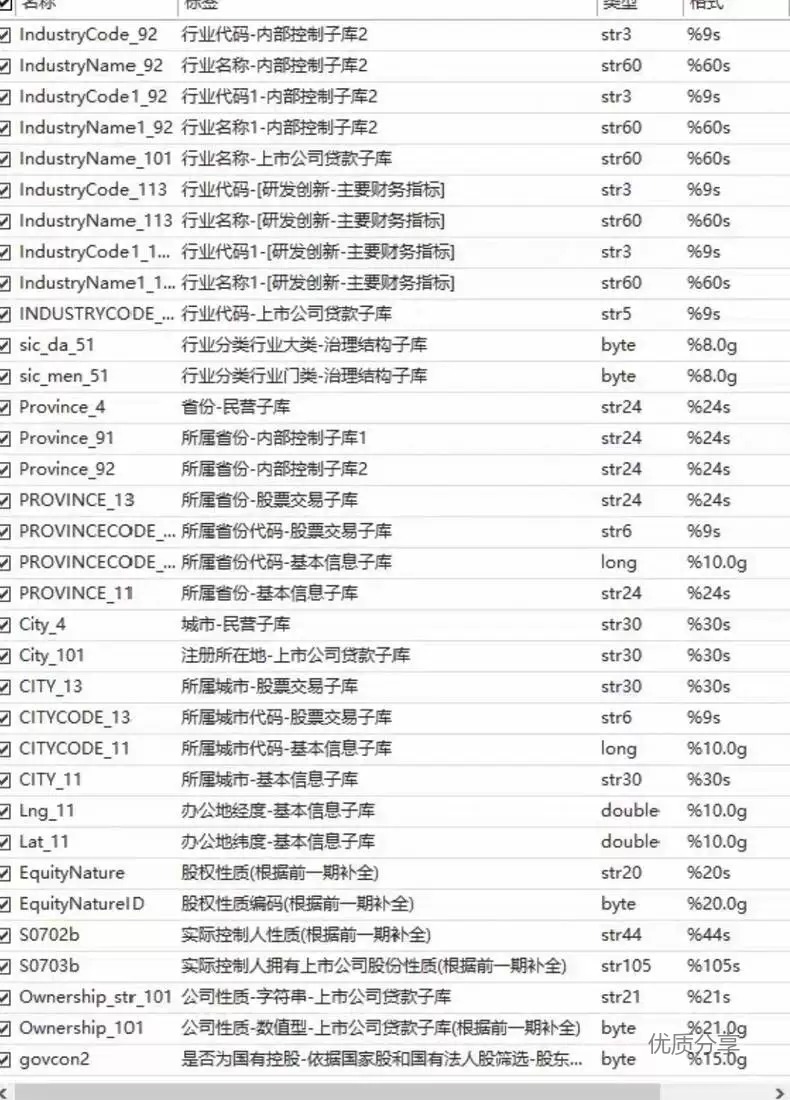 名称 标签 类型 格式
IndustryCode_92 行业代码-内部控制子库2 str3 %9s
IndustryName_92 行业名称-内部控制子库2 str60 %60s
IndustryCode1_92 行业代码1-内部控制子库2 str3 %9s
IndustryName1_92 行业名称1-内部控制子库2 str60 %60s
IndustryName_101 行业名称-上市公司贷款子库 str60 %60s
IndustryCode_113 行业代码-[研发创新-主要财务指标] str3 %9s
IndustryName_113 行业名称-[研发创新-主要财务指标] str60 %60s
IndustryCode1_1... 行业代码1-[研发创新-主要财务指标] str3 %9s
IndustryName1_1... 行业名称1-[研发创新-主要财务指标] str60 %60s
INDUSTRYCODE_... 行业代码-上市公司贷款子库 str5 %9s
sic_da_51 行业分类行业大类-治理结构子库 byte %8.0g
sic_men_51 行业分类行业门类-治理结构子库 byte %8.0g
Province_4 省份-民营子库 str24 %24s
Province_91 所属省份-内部控制子库1 str24 %24s
Province_92 所属省份-内部控制子库2 str24 %24s
PROVINCE_13 所属省份-股票交易子库 str24 %24s
PROVINCECODE_... 所属省份代码-股票交易子库 str6 %9s
PROVINCECODE_... 所属省份代码-基本信息子库 long %10.0g
PROVINCE_11 所属省份-基本信息子库 str24 %24s
City_4 城市-民营子库 str30 %30s
City_101 注册所在地-上市公司贷款子库 str30 %30s
CITY_13 所属城市-股票交易子库 str30 %30s
CITYCODE_13 所属城市代码-股票交易子库 str6 %9s
CITYCODE_11 所属城市代码-基本信息子库 long %10.0g
CITY_11 所属城市-基本信息子库 str30 %30s
Lng_11 办公地经度-基本信息子库 double %10.0g
Lat_11 办公地纬度-基本信息子库 double %10.0g
EquityNature 股权性质(根据前一期补全) str20 %20s
EquityNatureID 股权性质编码(根据前一期补全) byte %20.0g
S0702b 实际控制人性质(根据前一期补全) str44 %44s
S0703b 实际控制人拥有上市公司股份性质(根据前一期补全) str105 %105s
Ownership_str_101 公司性质-字符串-上市公司贷款子库 str21 %21s
Ownership_101 公司性质-数值型-上市公司贷款子库(根据前一期补全) byte %21.0g
govcon2 是否为国有控股-依据国家股和国有法人股筛选-股东... byte %15.0g
优质分享